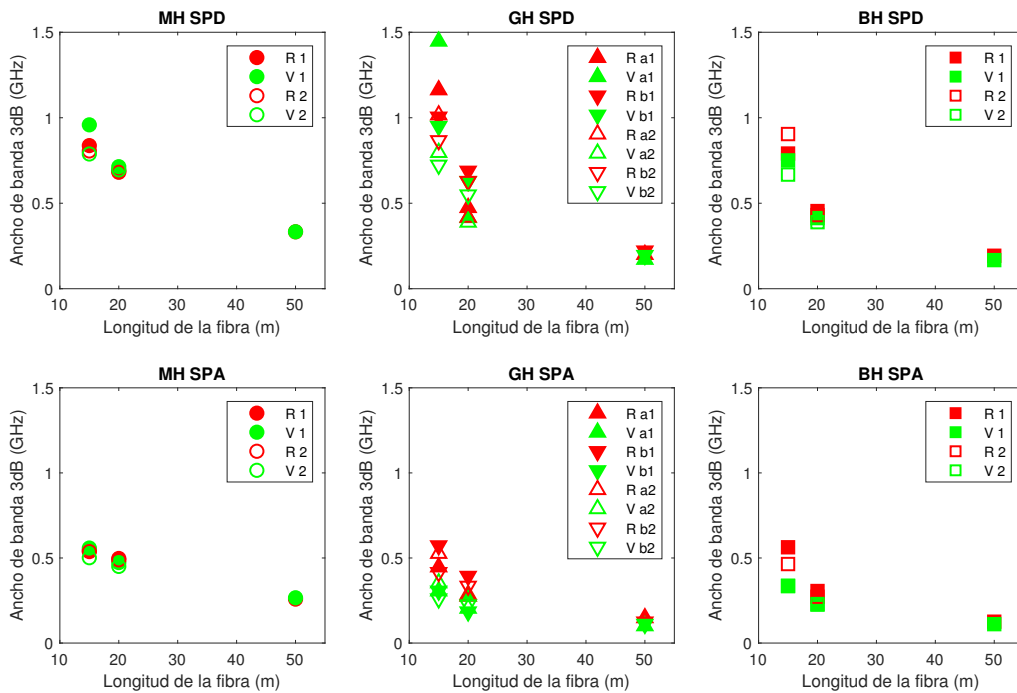 MH SPD
Ancho de banda 3dB (GHz)
1.5
1
0.5
0
10 20 30 40 50
Longitud de la fibra (m)
R 1
V 1
R 2
V 2
GH SPD
Ancho de banda 3dB (GHz)
1.5
1
0.5
0
10 20 30 40 50
Longitud de la fibra (m)
R a1
V a1
R b1
V b1
R a2
V a2
R b2
V b2
BH SPD
Ancho de banda 3dB (GHz)
1.5
1
0.5
0
10 20 30 40 50
Longitud de la fibra (m)
R 1
V 1
R 2
V 2
MH SPA
Ancho de banda 3dB (GHz)
1.5
1
0.5
0
10 20 30 40 50
Longitud de la fibra (m)
R 1
V 1
R 2
V 2
GH SPA
Ancho de banda 3dB (GHz)
1.5
1
0.5
0
10 20 30 40 50
Longitud de la fibra (m)
R a1
V a1
R b1
V b1
R a2
V a2
R b2
V b2
BH SPA
Ancho de banda 3dB (GHz)
1.5
1
0.5
0
10 20 30 40 50
Longitud de la fibra (m)
R 1
V 1
R 2
V 2